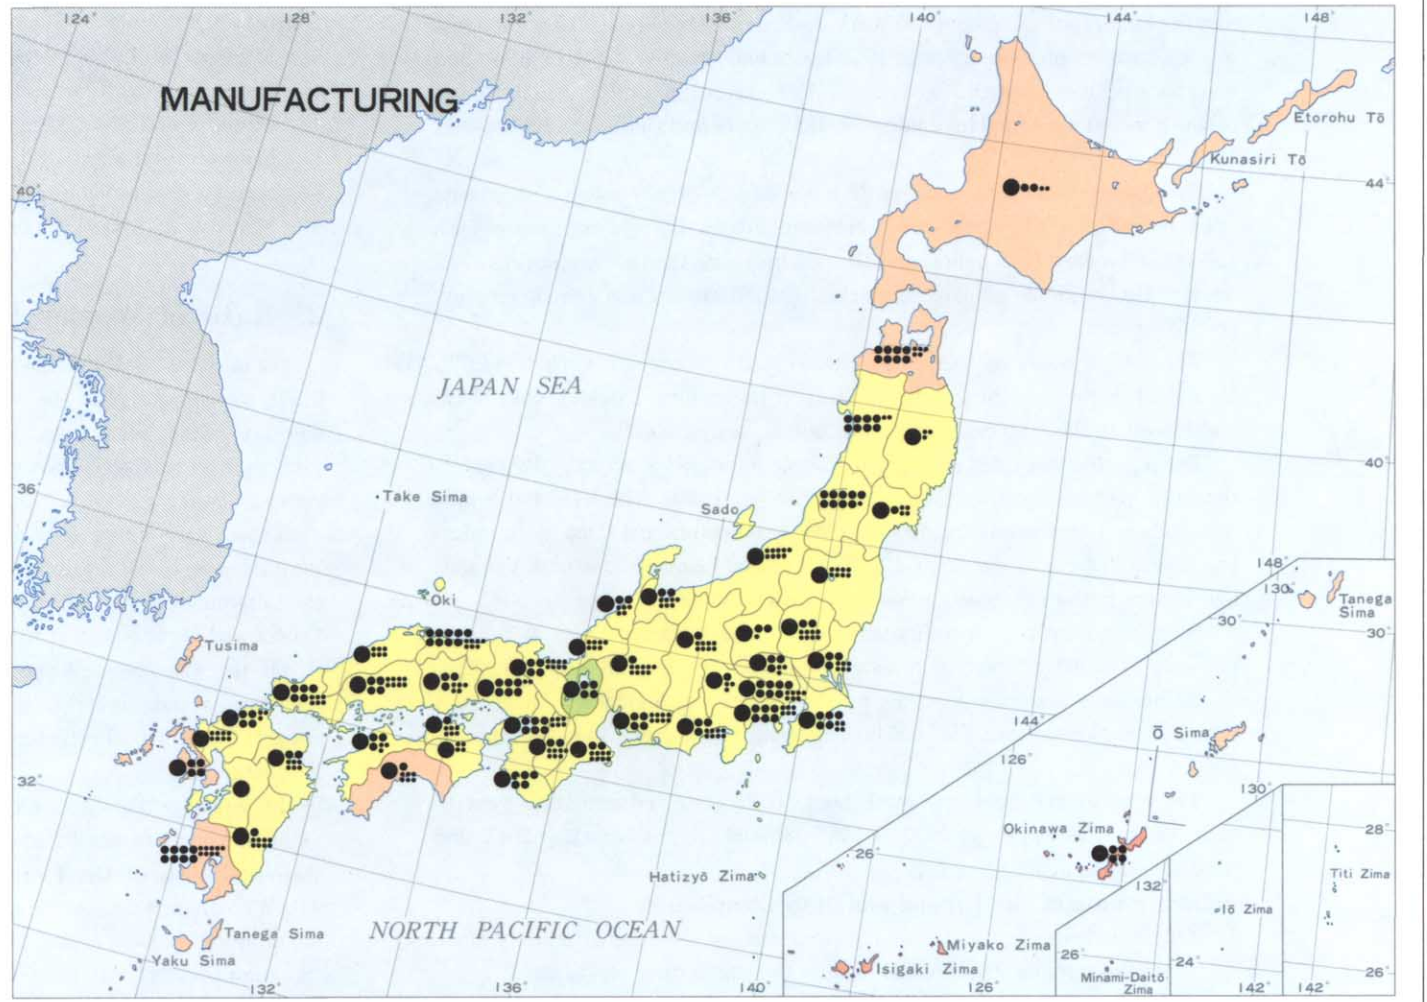 124° 128° 132° 136° 140° 144° 148°
MANUFACTURING
Etorohu Tō
Kunasiri Tō
40°
44°
JAPAN SEA
40°
36°
Take Sima
Sado
148°
130°
Tanega
Sima
Oki
30°
30°
Tusima
144°
Ō Sima
126°
32°
130°
Okinawa Zima
28°
26°
132°
Hatizyō Zima
Titi Zima
Iō Zima
Tanega Sima
NORTH PACIFIC OCEAN
Miyako Zima
26°
Yaku Sima
Isigaki Zima
24°
26°
Minami-Daitō
Zima
132° 136° 140° 126° 142° 142°